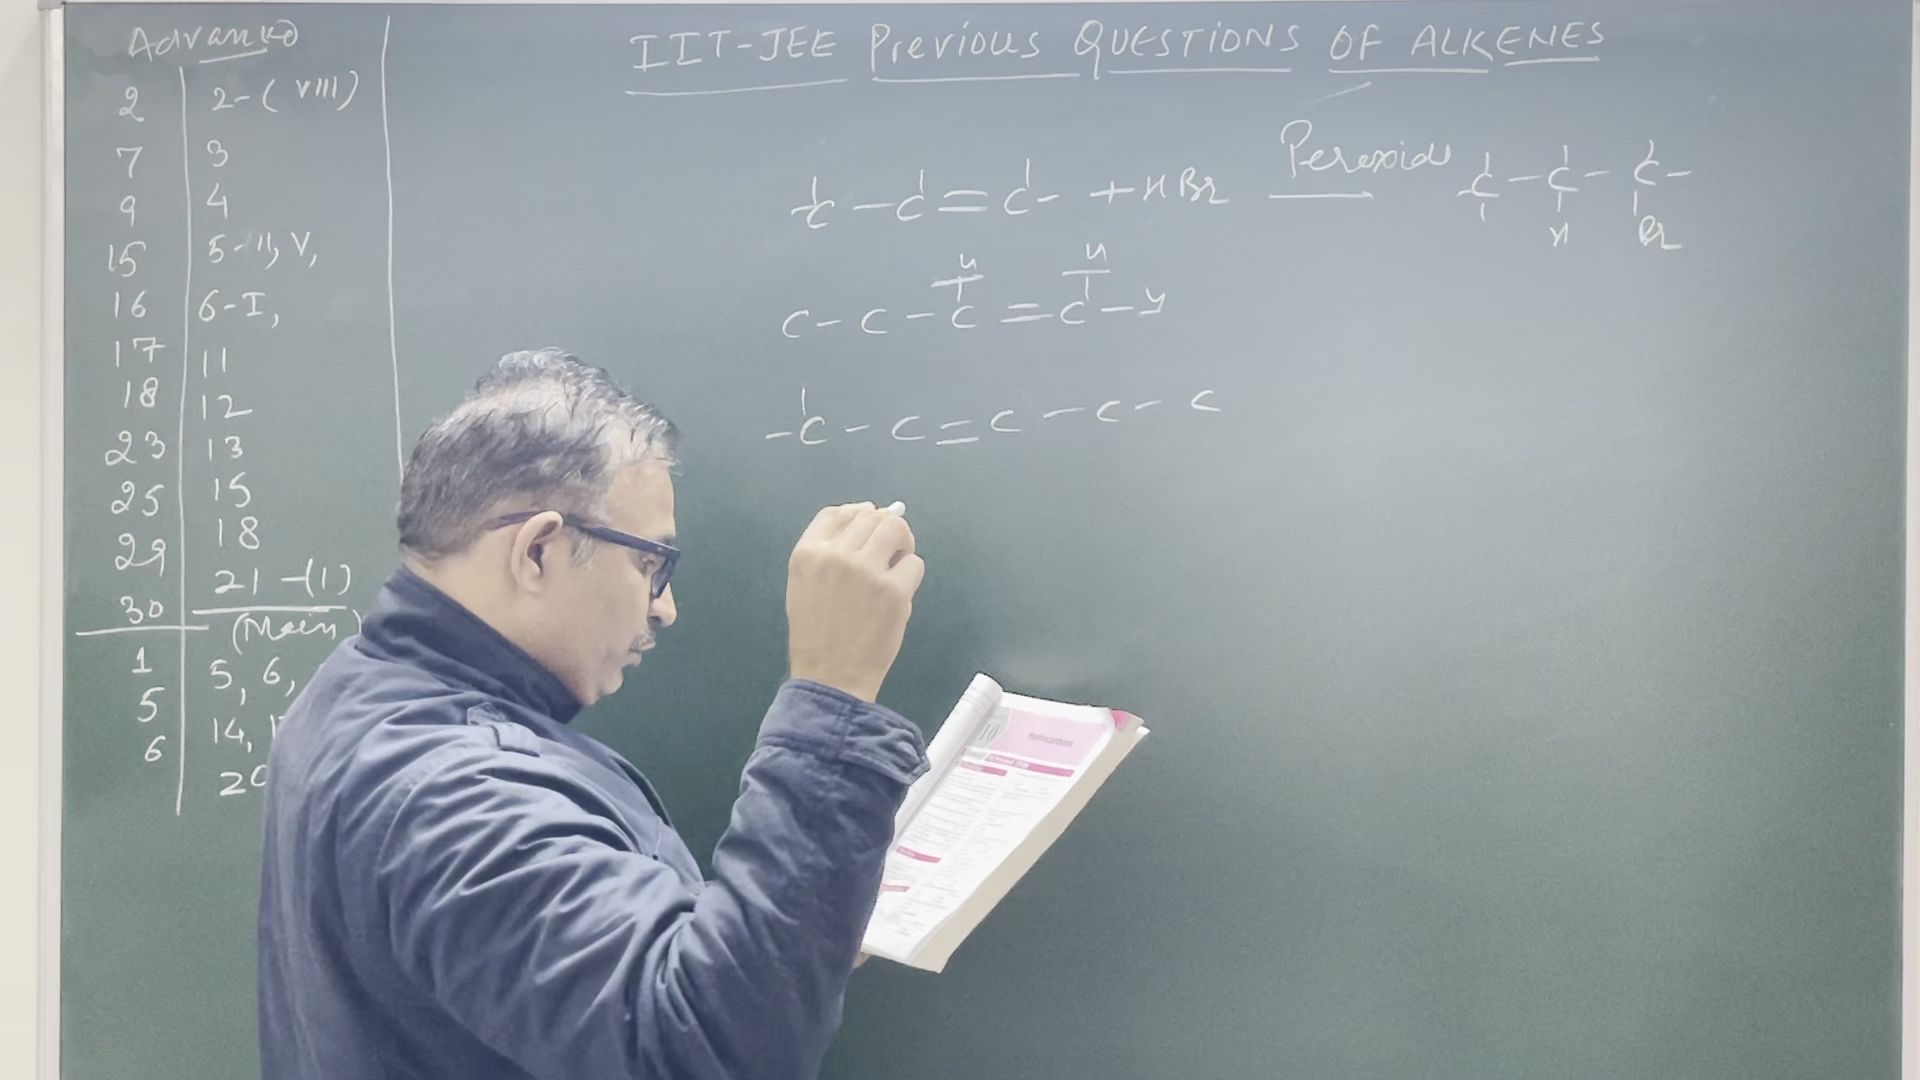 Advanced
2 2-(VIII)
7 3
9 4
15 5-II, V,
16 6-I,
17 11
18 12
23 13
25 15
29 18
30 21-(1)
(Main)
1 5, 6,
5 14,
6
IIT-JEE Previous QUESTIONS OF ALKENES
-C-C=C- + HBr Peroxide C-C-C-
H Br
H H
C-C-C=C-H
-C-C=C-C-C
10
Hydrocarbons